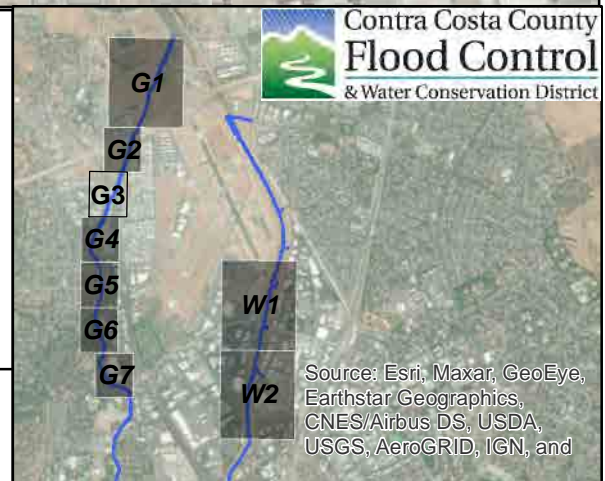 Contra Costa County
Flood Control
& Water Conservation District
G1
G2
G3
G4
G5
G6
G7
W1
W2
Source: Esri, Maxar, GeoEye,
Earthstar Geographics,
CNES/Airbus DS, USDA,
USGS, AeroGRID, IGN, and